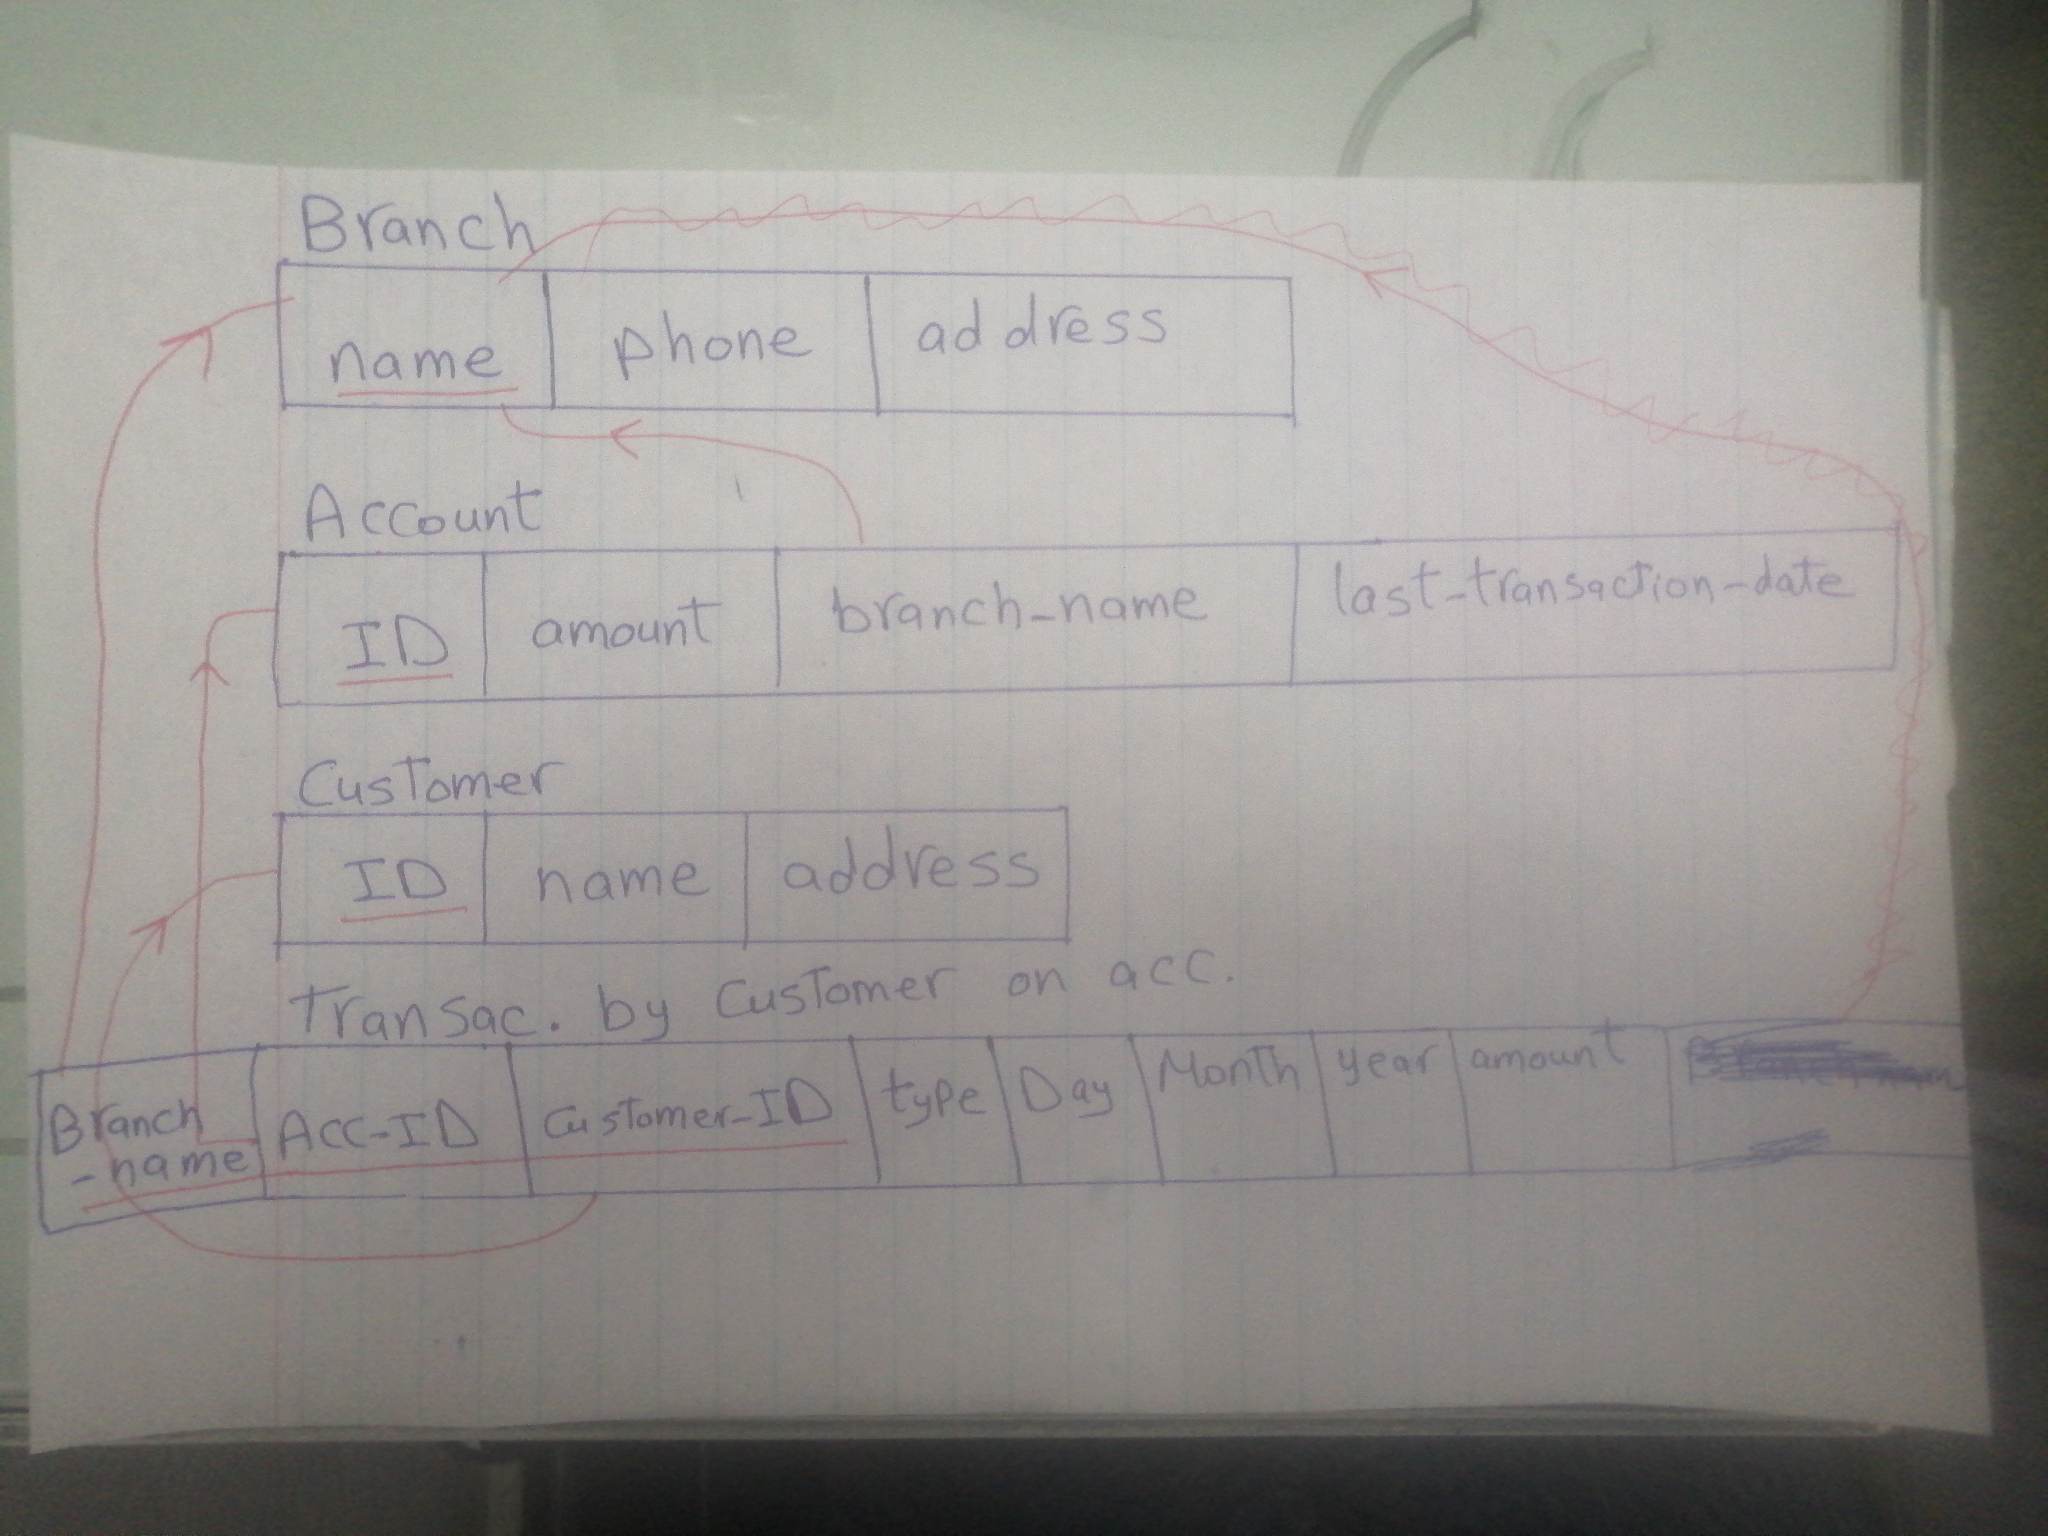 Branch
name phone address
Account
ID amount branch-name last-transaction-date
Customer
ID name address
Transac. by Customer on acc.
Branch
-name Acc-ID Customer-ID type Day Month year amount